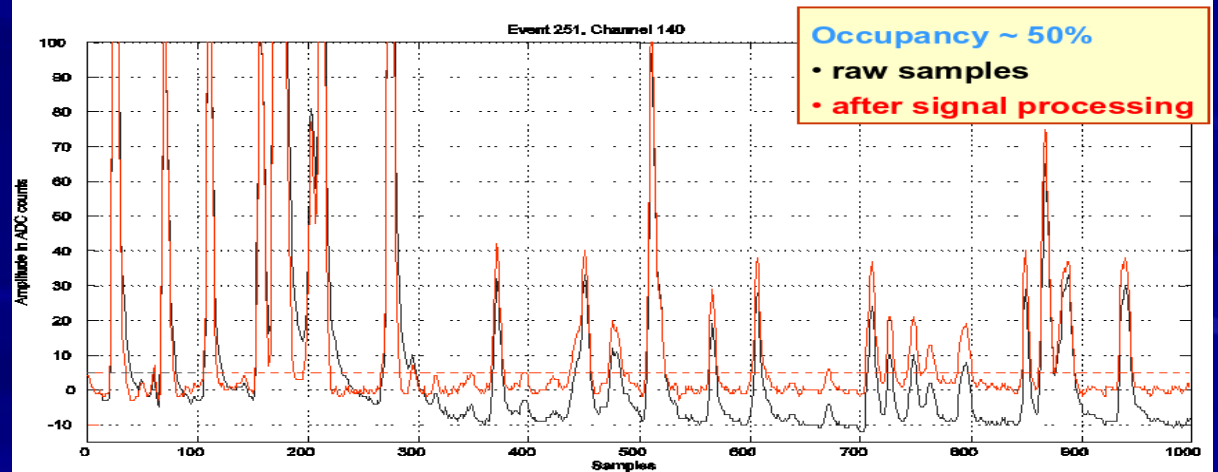 Event 251, Channel 140
Occupancy ~ 50%
• raw samples
• after signal processing
Amplitude in ADC counts
100
90
80
70
60
50
40
30
20
10
0
-10
0 100 200 300 400 500 600 700 800 900 1000
Samples